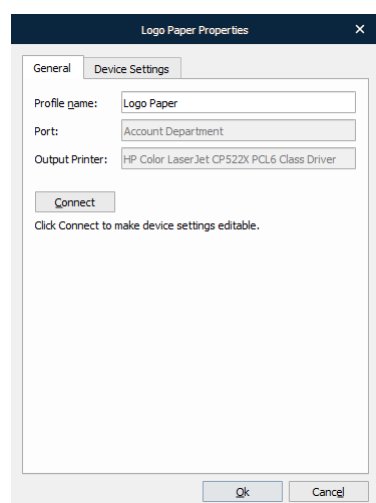 Logo Paper Properties
General Device Settings
Profile name: Logo Paper
Port: Account Department
Output Printer: HP Color LaserJet CP522X PCL6 Class Driver
Connect
Click Connect to make device settings editable.
Ok Cancel